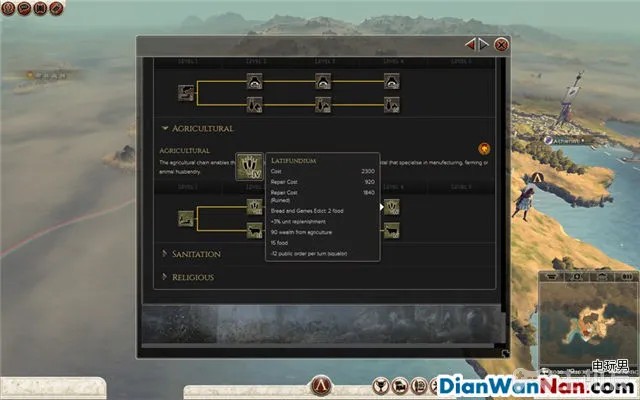 LEVEL 1 LEVEL 2 LEVEL 3 LEVEL 4 LEVEL 5
AGRICULTURAL
AGRICULTURAL
The agricultural chain enables th
tal that specialise in manufacturing, farming or
animal husbandry.
LATIFUNDIUM
Cost 2300
Repair Cost 920
Repair Cost 1840
(Ruined)
Bread and Games Edict: 2 food
+3% unit replenishment
90 wealth from agriculture
15 food
-12 public order per turn (squalor)
IV
SANITATION
RELIGIOUS
电玩男
DianWanNan.com